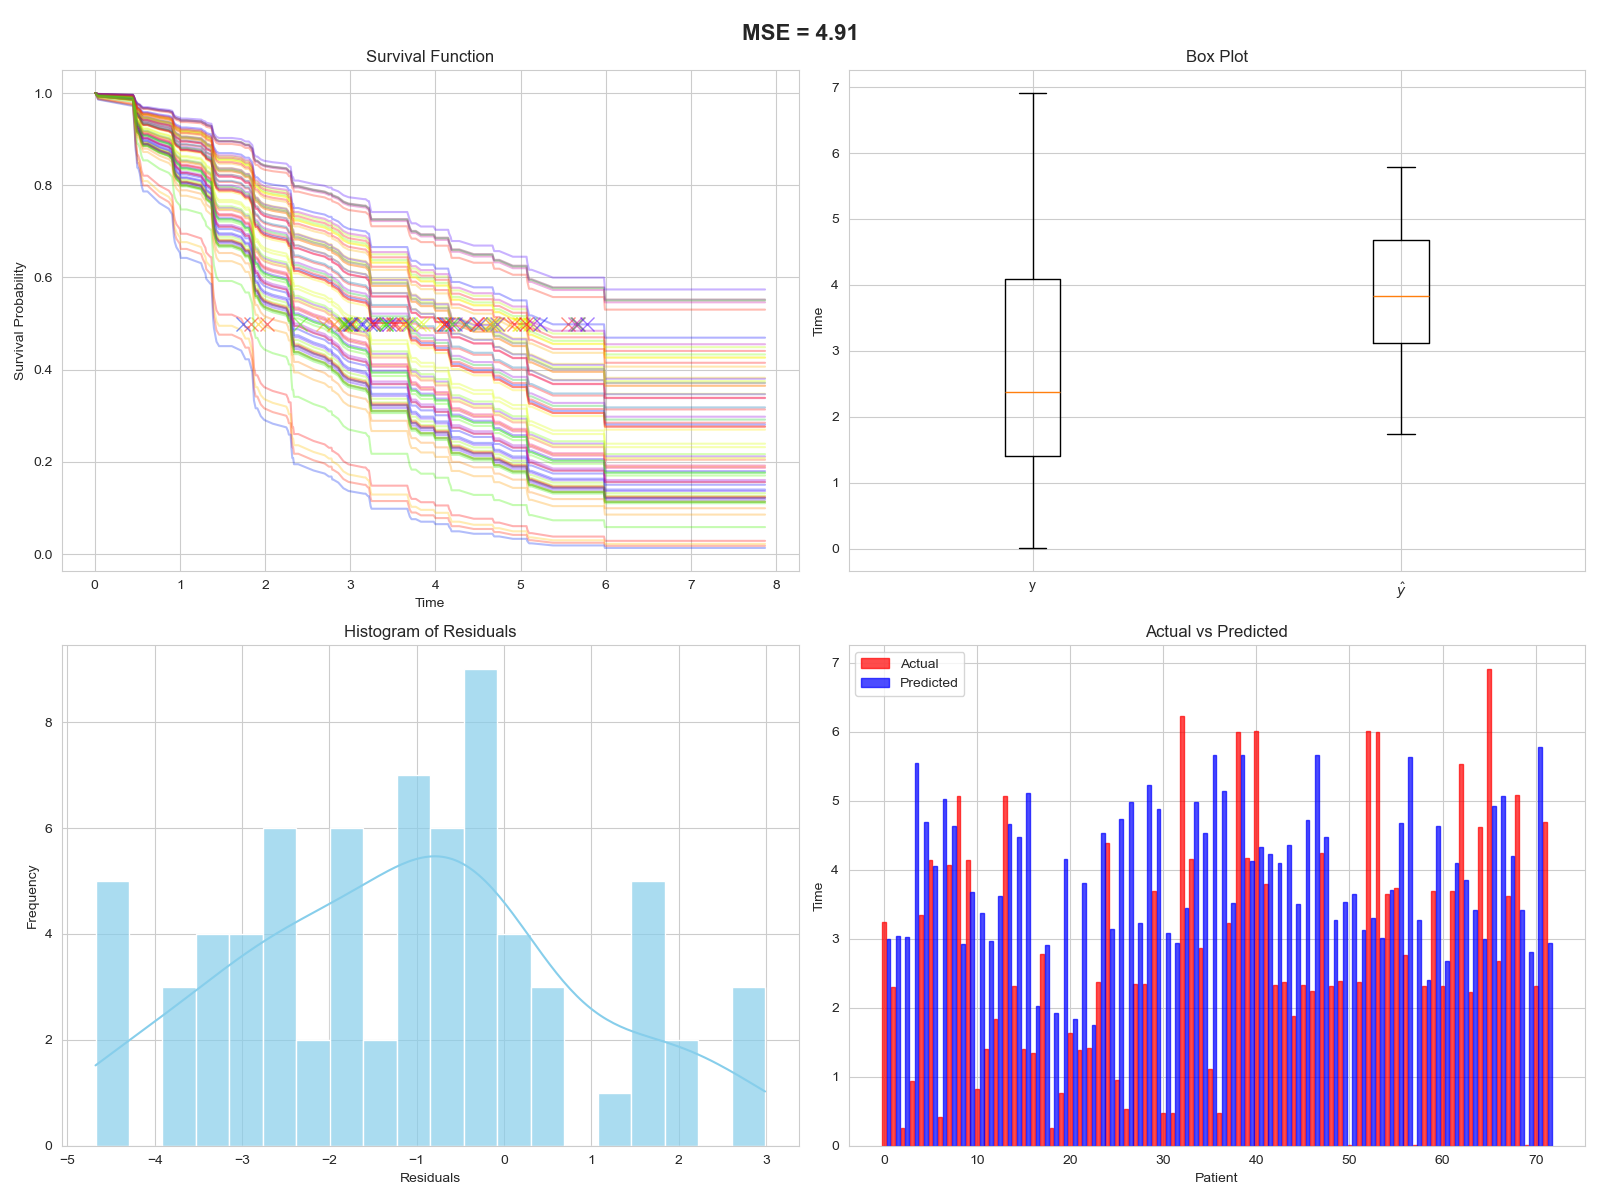 MSE = 4.91
Survival Function
1.0
0.8
0.6
0.4
0.2
0.0
Survival Probability
0 1 2 3 4 5 6 7 8
Time
Box Plot
7
6
5
4
3
2
1
0
Time
y ŷ
Histogram of Residuals
8
6
4
2
0
Frequency
−5 −4 −3 −2 −1 0 1 2 3
Residuals
Actual vs Predicted
Actual
Predicted
7
6
5
4
3
2
1
0
Time
0 10 20 30 40 50 60 70
Patient